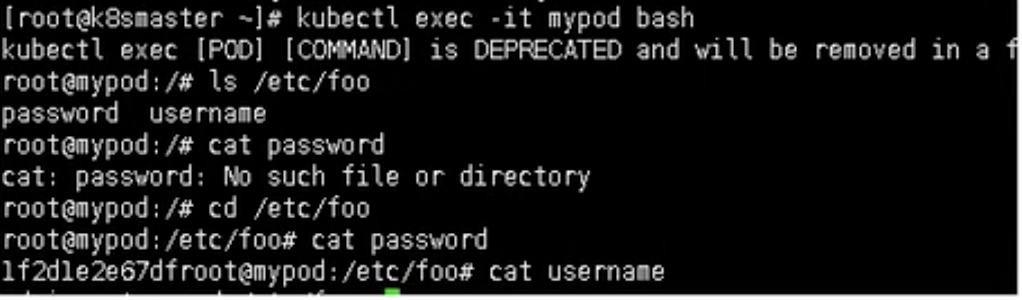 [root@k8smaster ~]# kubectl exec -it mypod bash
kubectl exec [POD] [COMMAND] is DEPRECATED and will be removed in a f
root@mypod:/# ls /etc/foo
password  username
root@mypod:/# cat password
cat: password: No such file or directory
root@mypod:/# cd /etc/foo
root@mypod:/etc/foo# cat password
1f2d1e2e67dfroot@mypod:/etc/foo# cat username